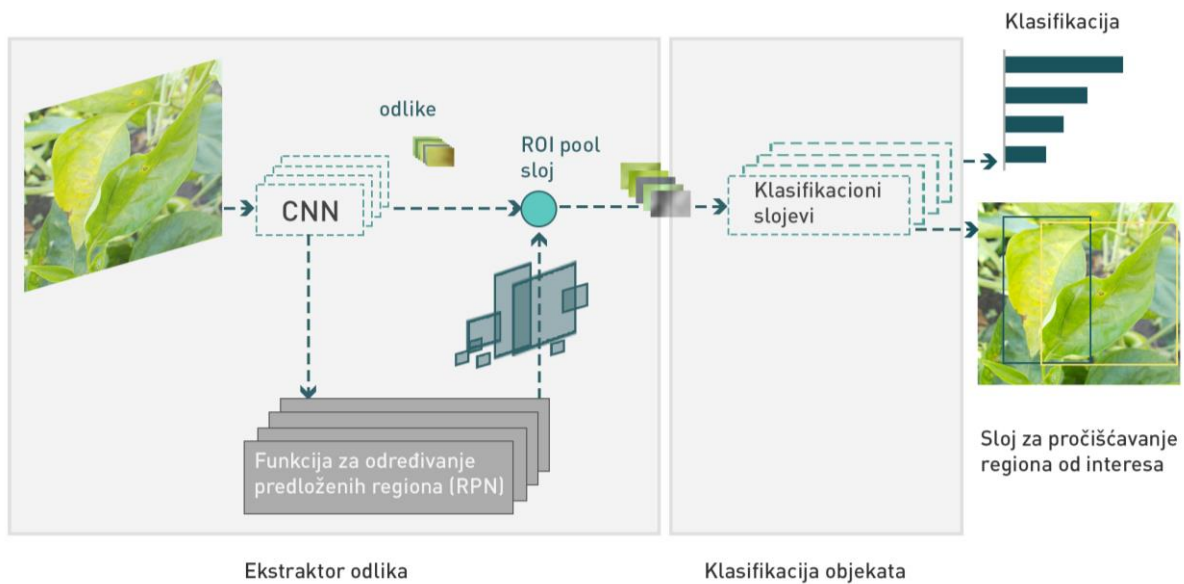 Klasifikacija
odlike
ROI pool
sloj
CNN
Klasifikacioni
slojevi
Funkcija za određivanje
predloženih regiona (RPN)
Sloj za pročišćavanje
regiona od interesa
Ekstraktor odlika
Klasifikacija objekata